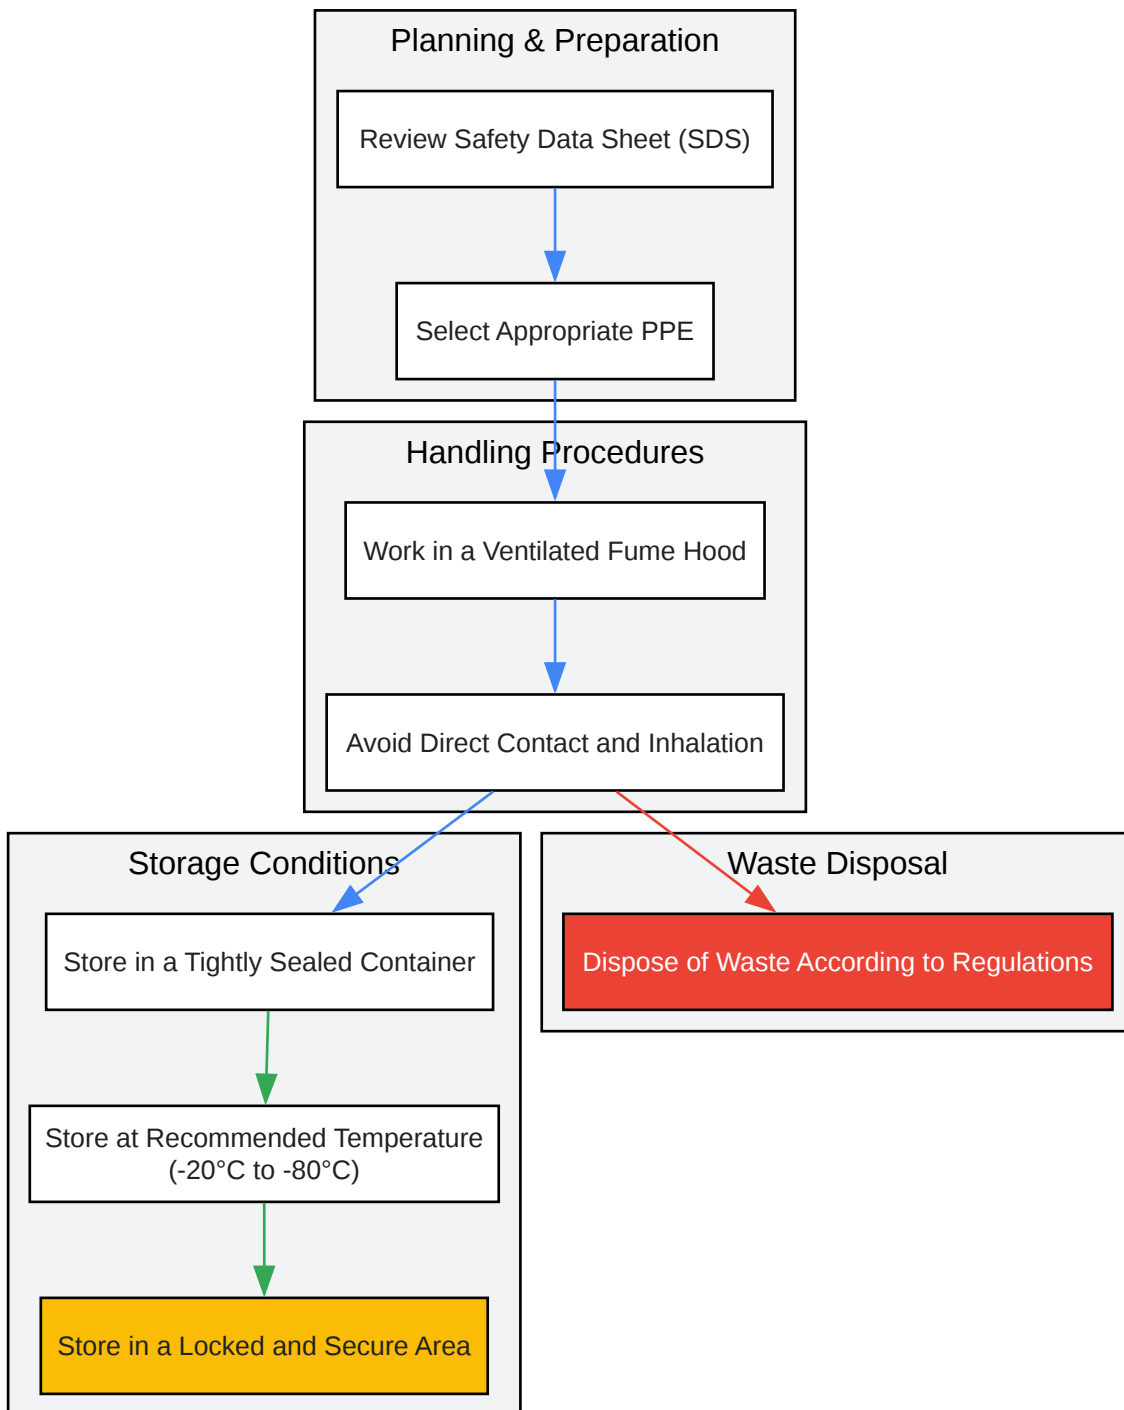 Planning & Preparation
Review Safety Data Sheet (SDS)
Select Appropriate PPE
Handling Procedures
Work in a Ventilated Fume Hood
Avoid Direct Contact and Inhalation
Storage Conditions
Store in a Tightly Sealed Container
Store at Recommended Temperature
(-20°C to -80°C)
Store in a Locked and Secure Area
Waste Disposal
Dispose of Waste According to Regulations